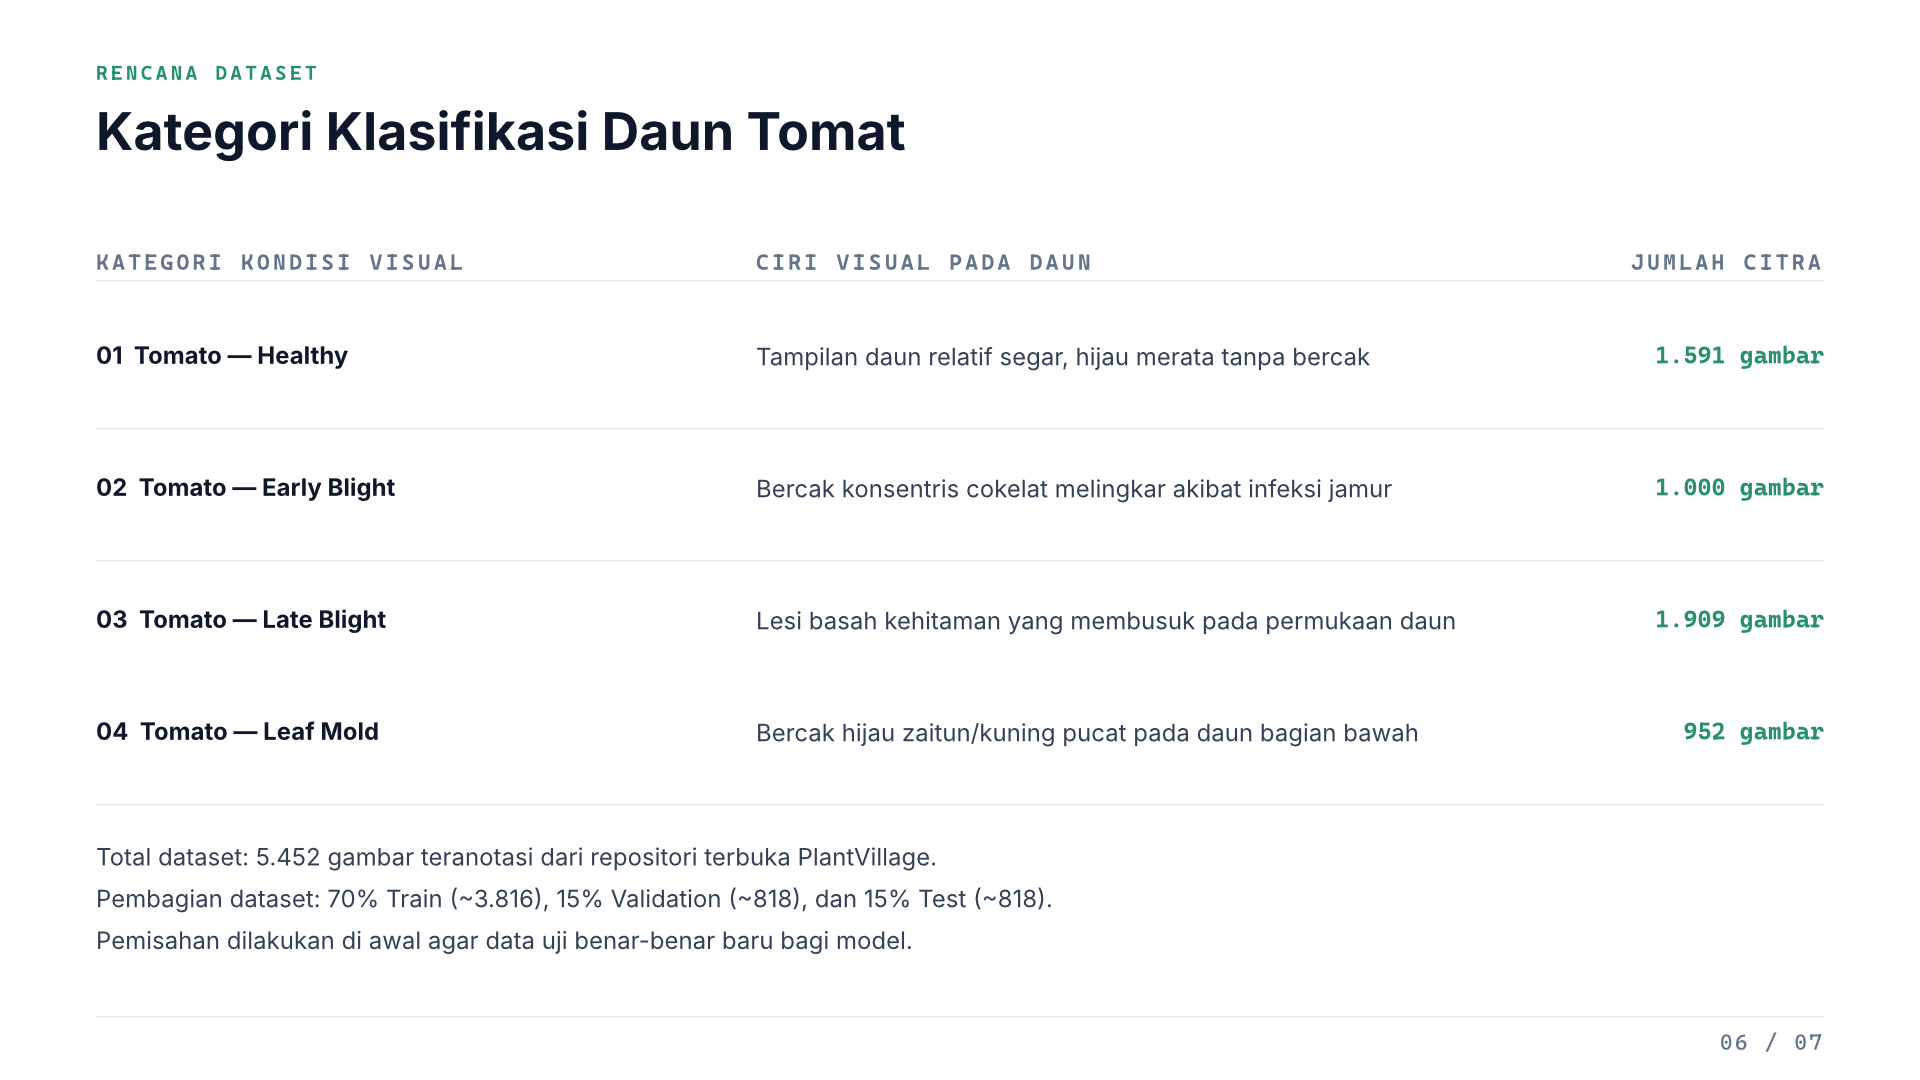 RENCANA DATASET
Kategori Klasifikasi Daun Tomat
KATEGORI KONDISI VISUAL CIRI VISUAL PADA DAUN JUMLAH CITRA
01 Tomato — Healthy Tampilan daun relatif segar, hijau merata tanpa bercak 1.591 gambar
02 Tomato — Early Blight Bercak konsentris cokelat melingkar akibat infeksi jamur 1.000 gambar
03 Tomato — Late Blight Lesi basah kehitaman yang membusuk pada permukaan daun 1.909 gambar
04 Tomato — Leaf Mold Bercak hijau zaitun/kuning pucat pada daun bagian bawah 952 gambar
Total dataset: 5.452 gambar teranotasi dari repositori terbuka PlantVillage.
Pembagian dataset: 70% Train (~3.816), 15% Validation (~818), dan 15% Test (~818).
Pemisahan dilakukan di awal agar data uji benar-benar baru bagi model.
06 / 07